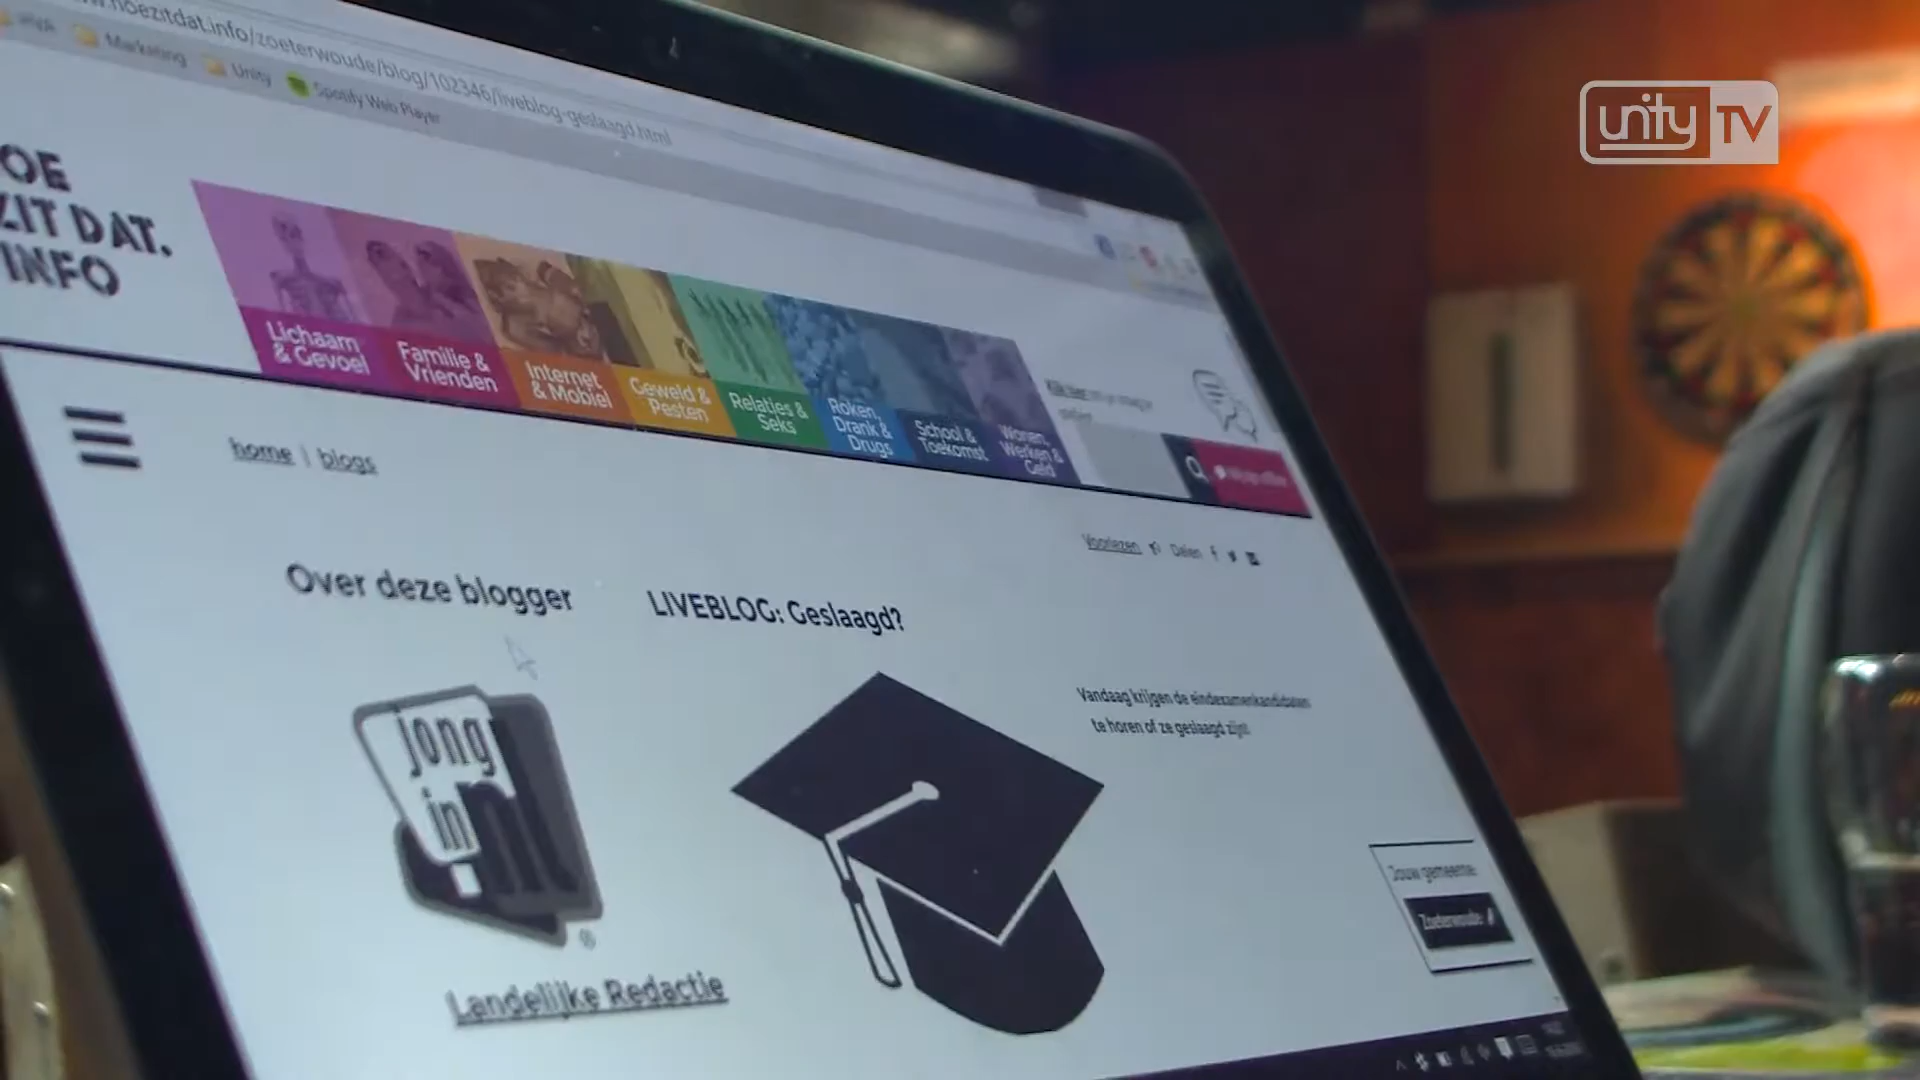 unity TV
.hoezitdat.info/zoeterwoude/blog/102346/liveblog-geslaagd.html
Marketing
Unity
Spotify Web Player
OE
ZIT DAT.
INFO
Lichaam
& Gevoel
Familie &
Vrienden
Internet
& Mobiel
Geweld &
Pesten
Relaties &
Seks
Roken,
Drank &
Drugs
School &
Toekomst
Wonen,
Werken &
Geld
Klik hier
home | blogs
Voorlezen Delen
Over deze blogger
LIVEBLOG: Geslaagd?
Vandaag krijgen de eindexamenkandidaten
te horen of ze geslaagd zijn!
jong
in nl
®
Landelijke Redactie
Jouw gemeente:
Zoeterwoude